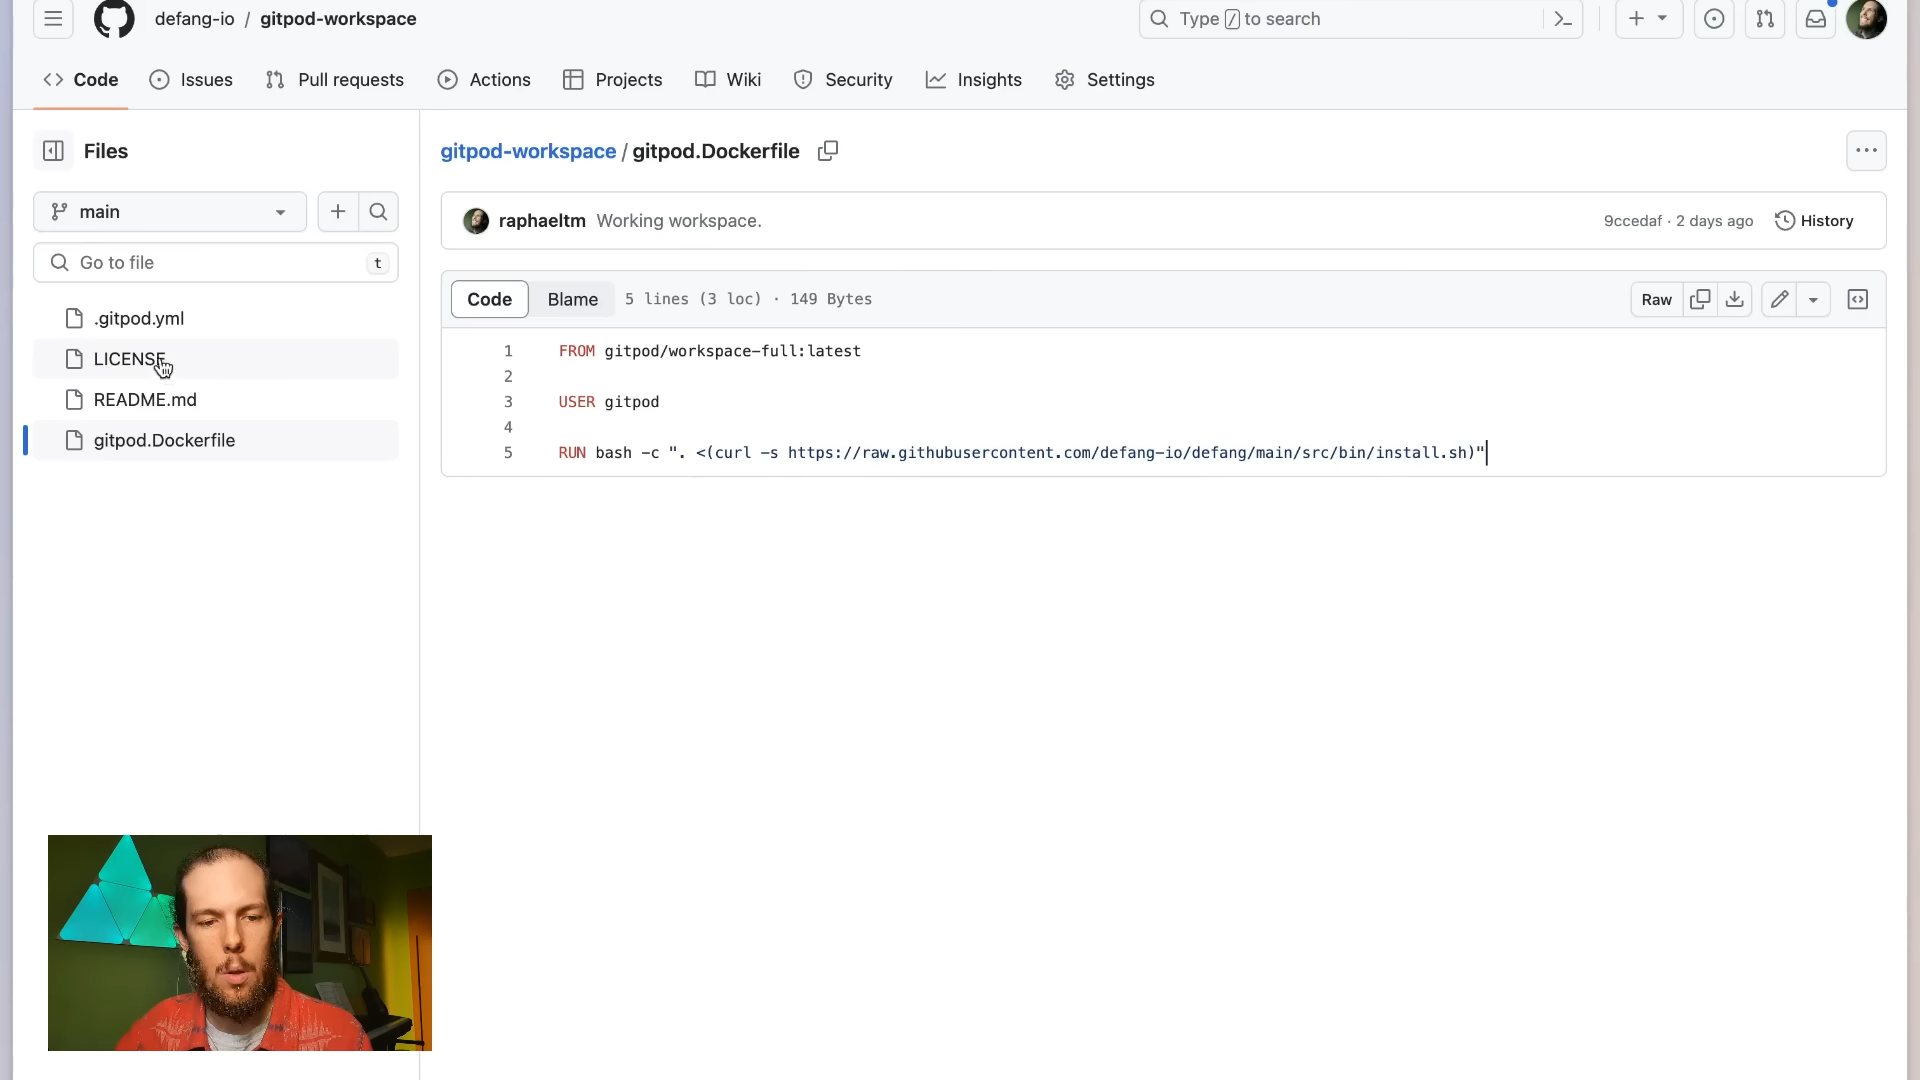 defang-io / gitpod-workspace
Type / to search
Code
Issues
Pull requests
Actions
Projects
Wiki
Security
Insights
Settings
Files
main
Go to file
t
.gitpod.yml
LICENSE
README.md
gitpod.Dockerfile
gitpod-workspace / gitpod.Dockerfile
raphaeltm Working workspace.
9ccedaf · 2 days ago
History
Code
Blame
5 lines (3 loc) · 149 Bytes
Raw
1 FROM gitpod/workspace-full:latest
2
3 USER gitpod
4
5 RUN bash -c ". <(curl -s https://raw.githubusercontent.com/defang-io/defang/main/src/bin/install.sh)"